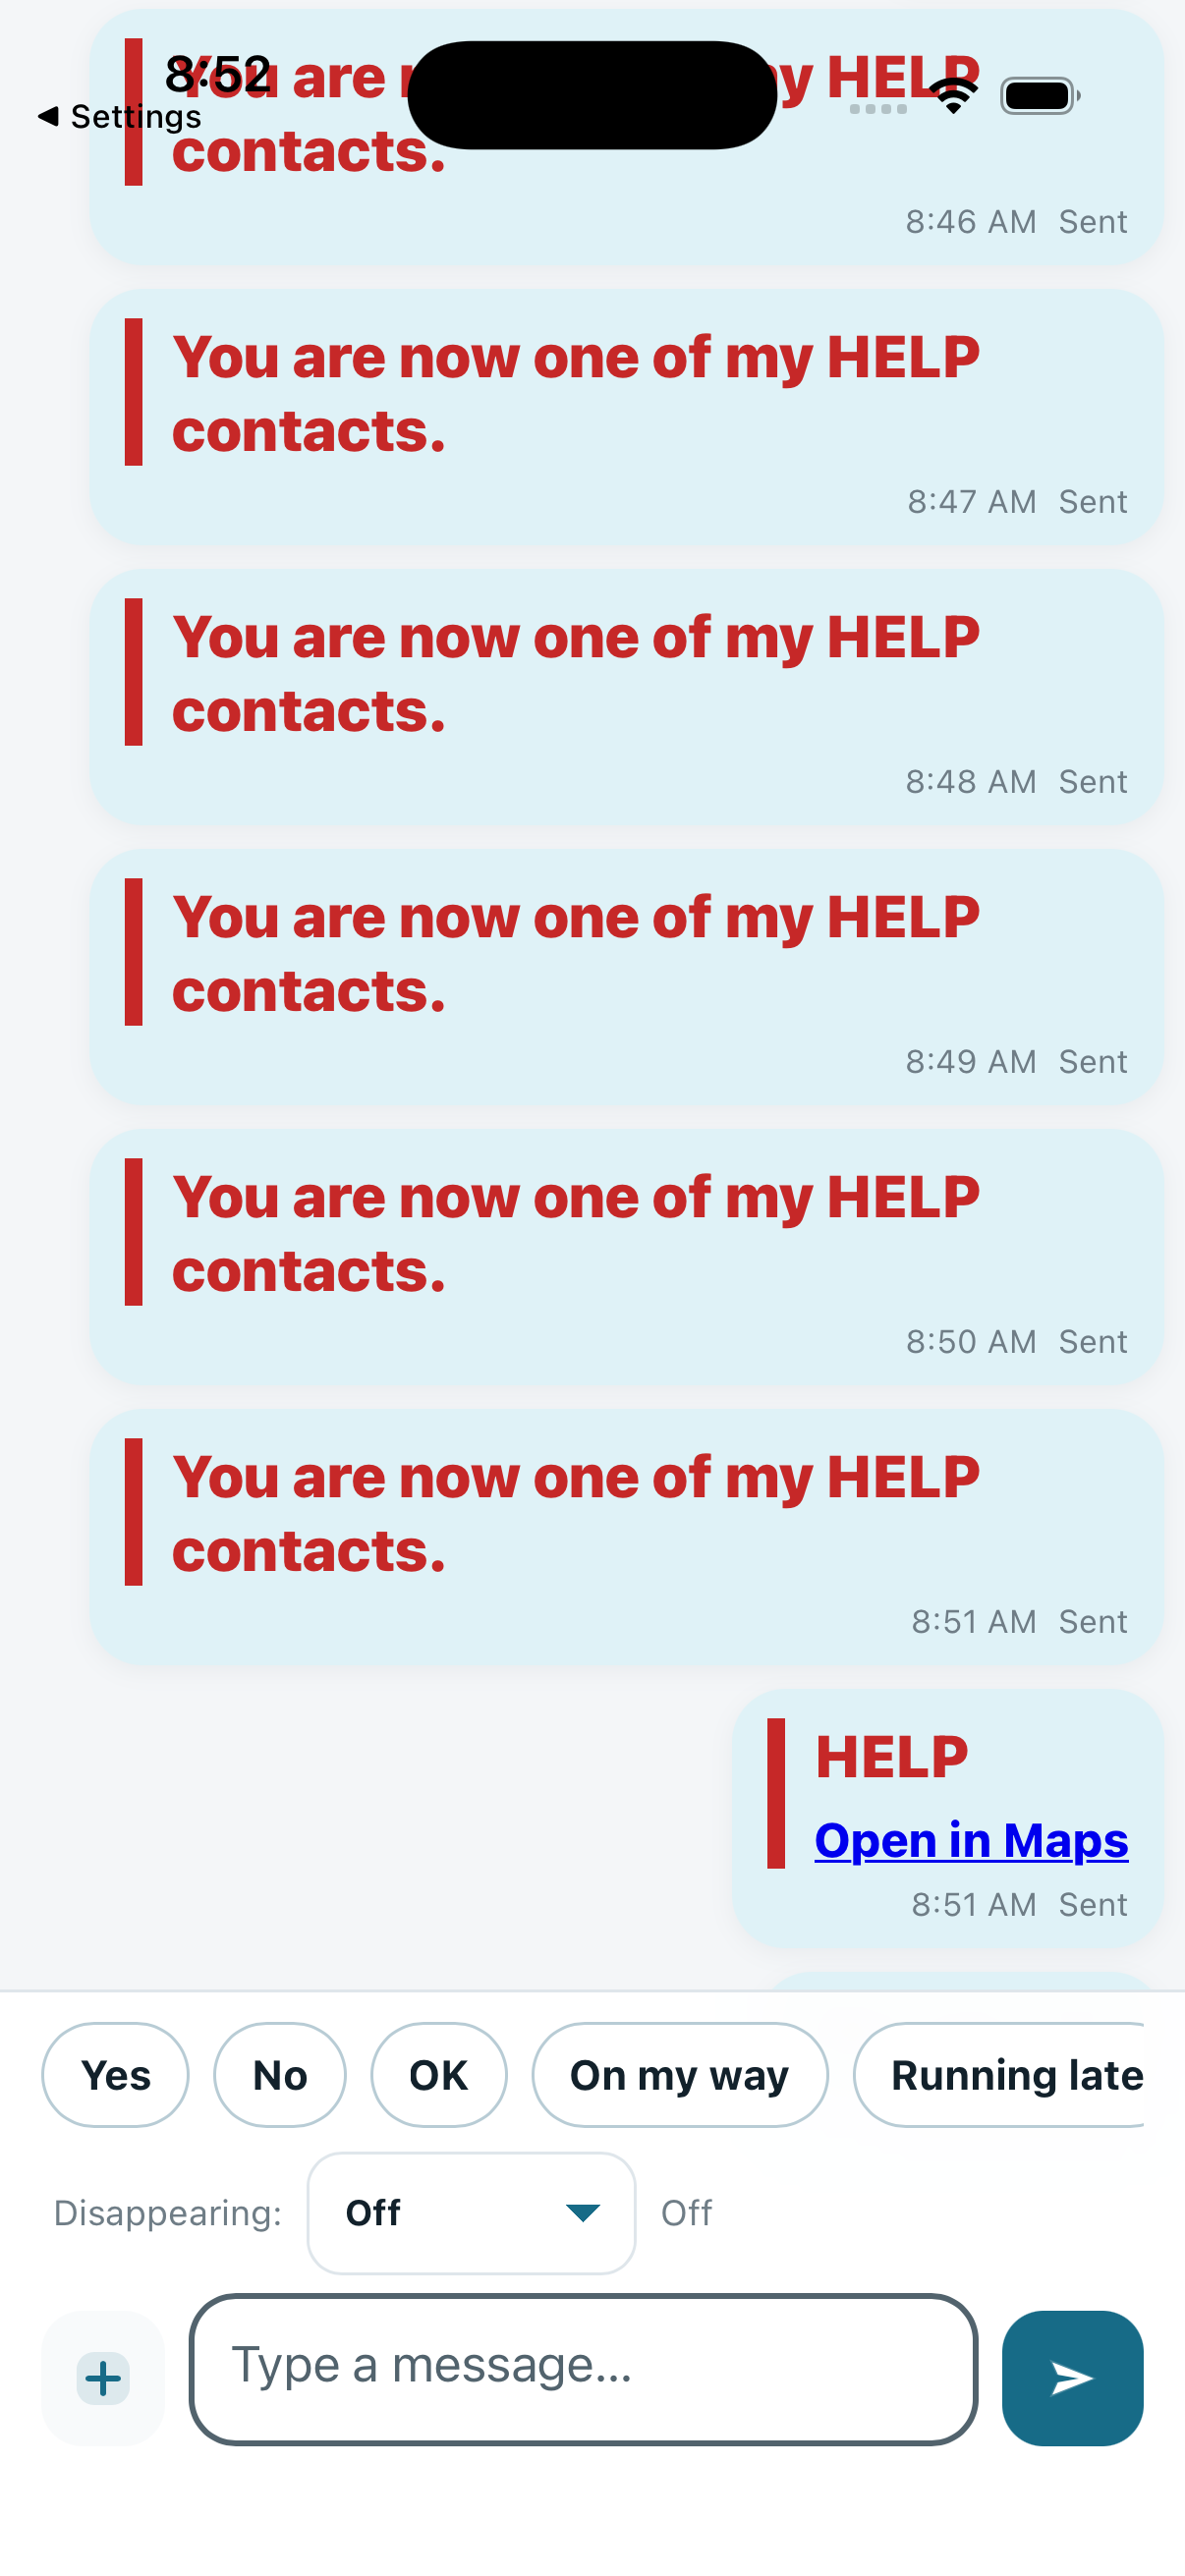 8:52
◀ Settings
You are
y HELP
contacts.
8:46 AM Sent
You are now one of my HELP
contacts.
8:47 AM Sent
You are now one of my HELP
contacts.
8:48 AM Sent
You are now one of my HELP
contacts.
8:49 AM Sent
You are now one of my HELP
contacts.
8:50 AM Sent
You are now one of my HELP
contacts.
8:51 AM Sent
HELP
Open in Maps
8:51 AM Sent
Yes No OK On my way Running late
Disappearing: Off Off
Type a message...